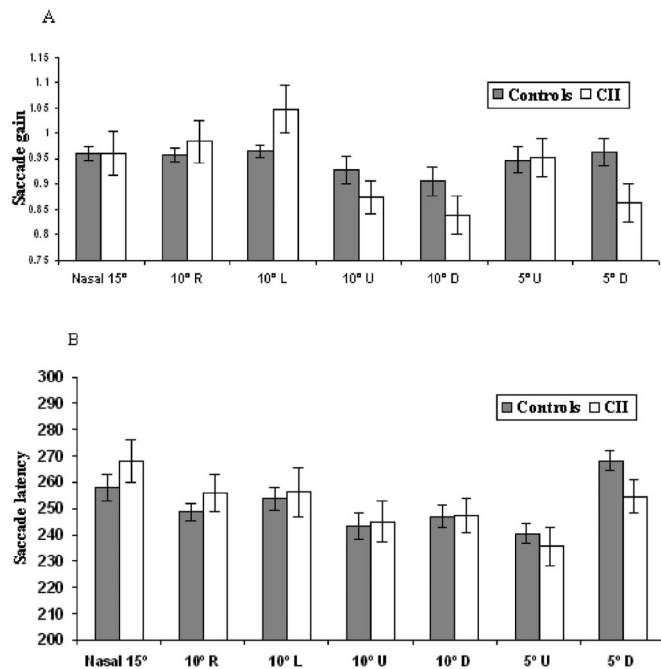 A
1.15
1.1
1.05
1
0.95
0.9
0.85
0.8
0.75
Saccade gain
Controls CII
Nasal 15° 10° R 10° L 10° U 10° D 5° U 5° D
B
300
290
280
270
260
250
240
230
220
210
200
Saccade latency
Controls CII
Nasal 15° 10° R 10° L 10° U 10° D 5° U 5° D